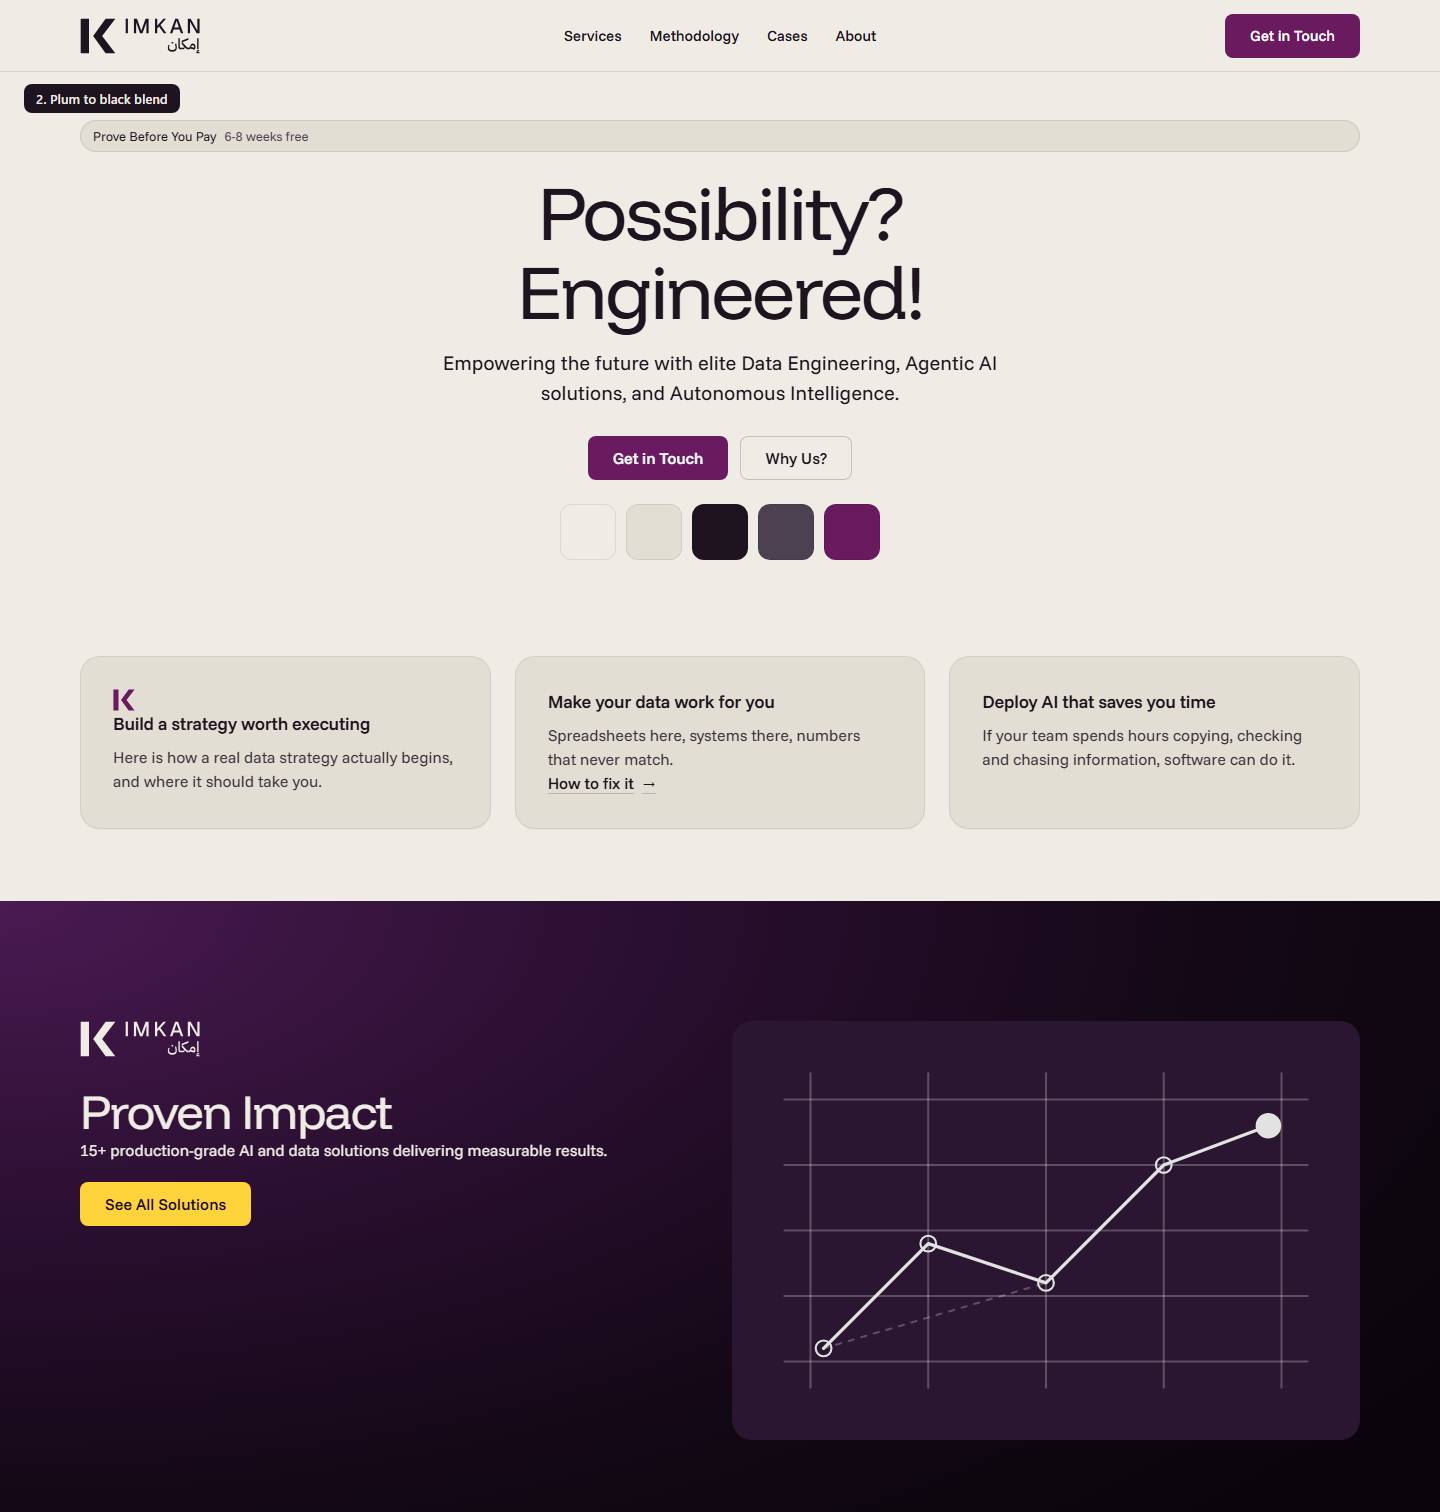 IMKAN
إمكان
Services Methodology Cases About
Get in Touch
2. Plum to black blend
Prove Before You Pay 6-8 weeks free
Possibility?
Engineered!
Empowering the future with elite Data Engineering, Agentic AI
solutions, and Autonomous Intelligence.
Get in Touch
Why Us?
Build a strategy worth executing
Here is how a real data strategy actually begins,
and where it should take you.
Make your data work for you
Spreadsheets here, systems there, numbers
that never match.
How to fix it →
Deploy AI that saves you time
If your team spends hours copying, checking
and chasing information, software can do it.
IMKAN
إمكان
Proven Impact
15+ production-grade AI and data solutions delivering measurable results.
See All Solutions